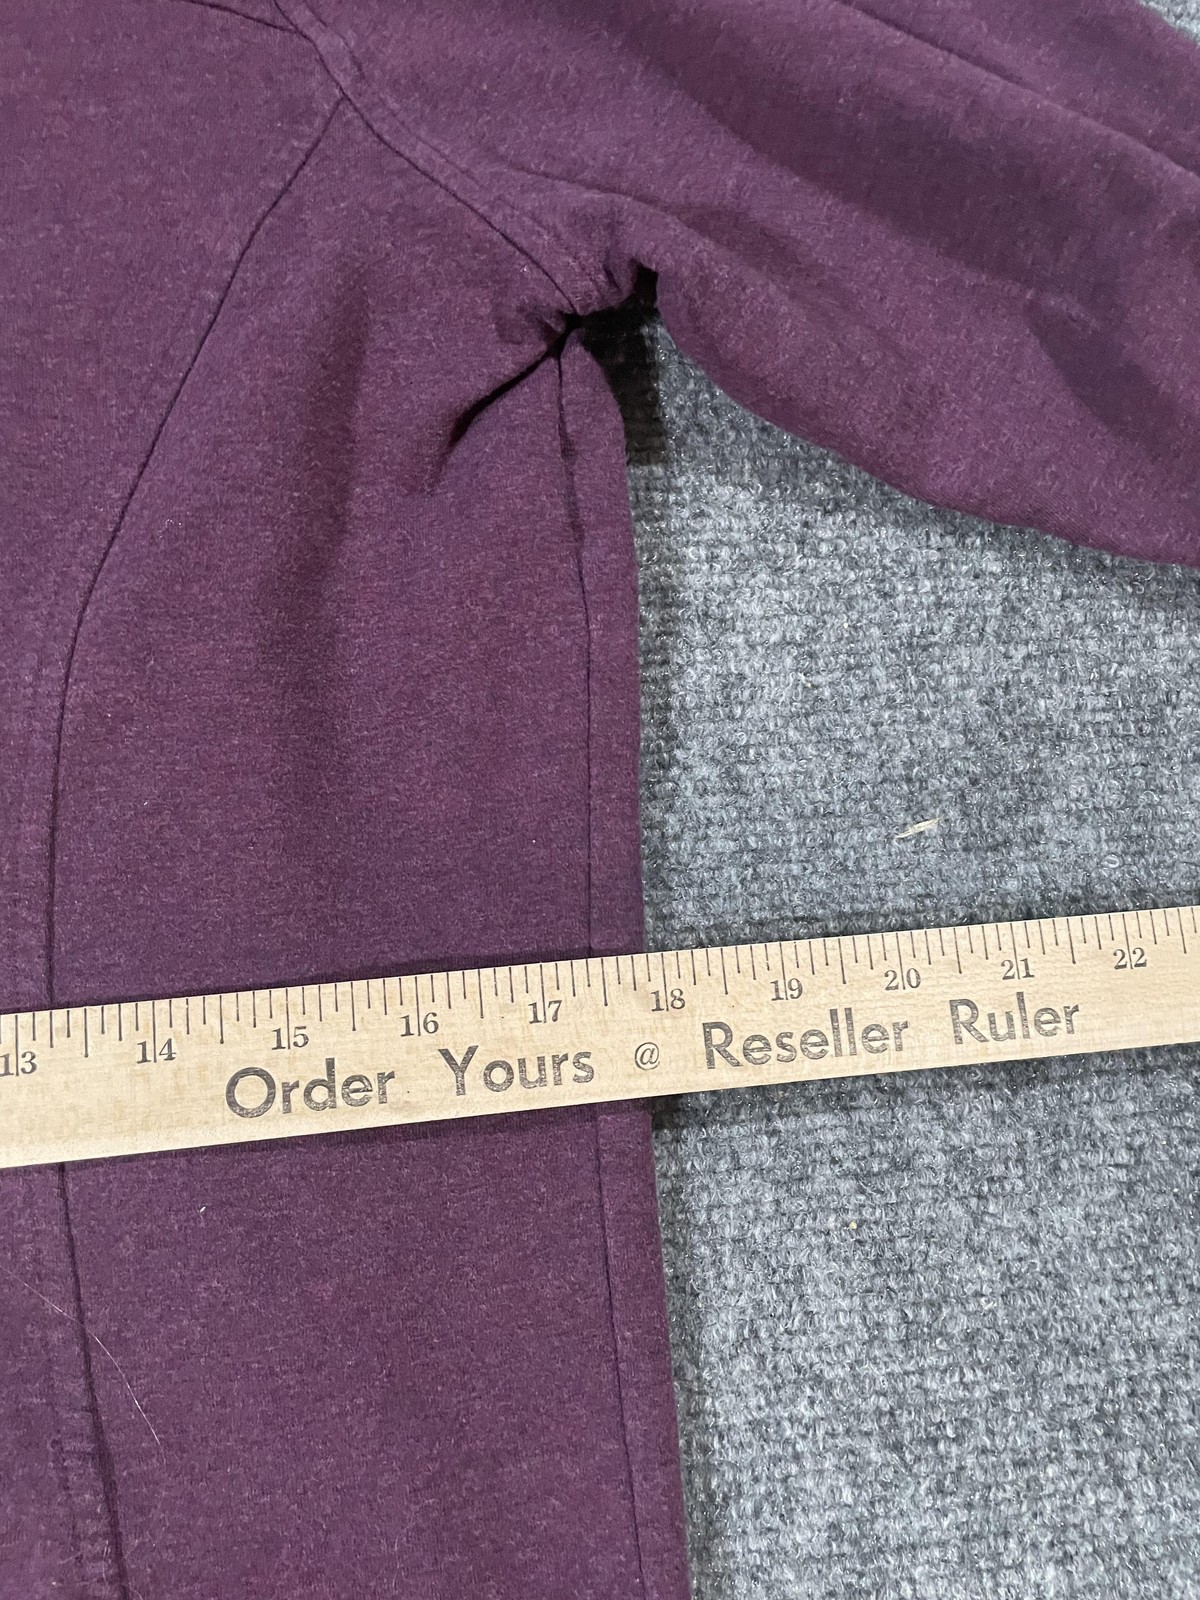 13 14 15 16 17 18 19 20 21 22
Order Yours @ Reseller Ruler